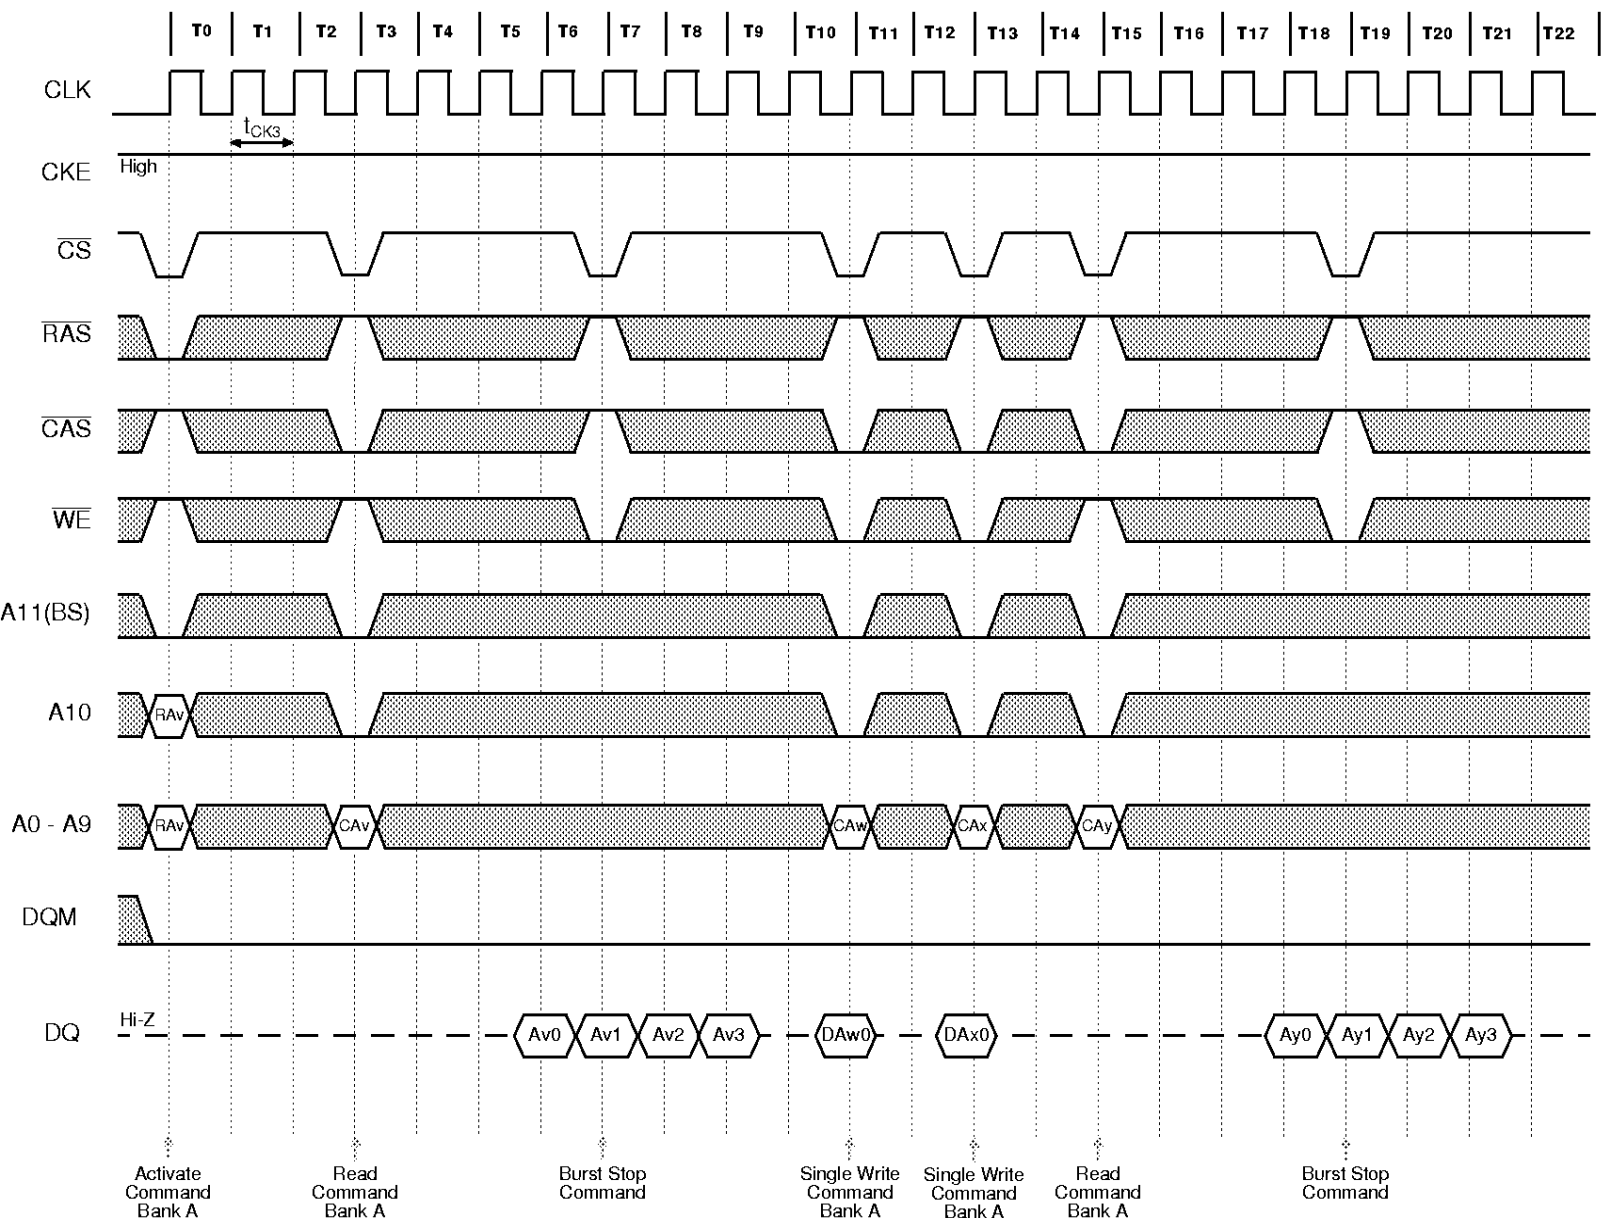 T0 T1 T2 T3 T4 T5 T6 T7 T8 T9 T10 T11 T12 T13 T14 T15 T16 T17 T18 T19 T20 T21 T22
CLK
tCK3
CKE High
CS
RAS
CAS
WE
A11(BS)
A10 RAv
A0 - A9 RAv CAv CAw CAx CAy
DQM
DQ Hi-Z Av0 Av1 Av2 Av3 DAw0 DAx0 Ay0 Ay1 Ay2 Ay3
Activate
Command
Bank A
Read
Command
Bank A
Burst Stop
Command
Single Write
Command
Bank A
Single Write
Command
Bank A
Read
Command
Bank A
Burst Stop
Command